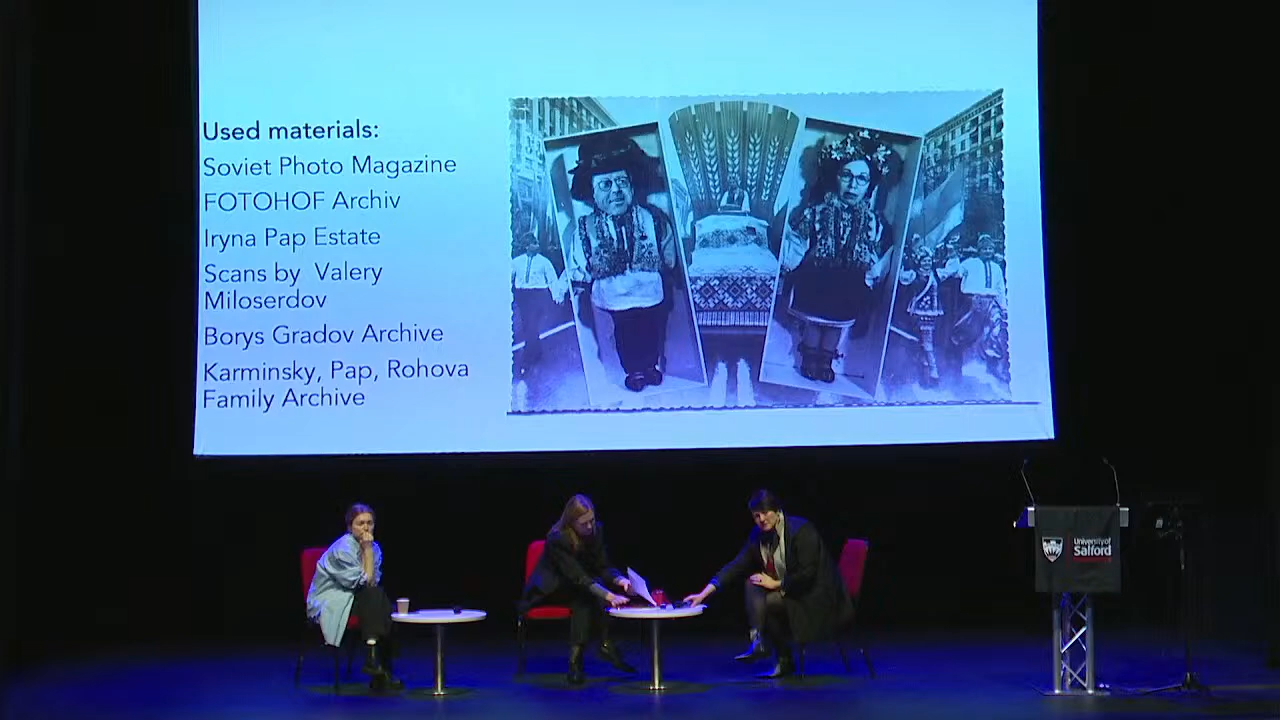 Used materials:
Soviet Photo Magazine
FOTOHOF Archiv
Iryna Pap Estate
Scans by Valery
Miloserdov
Borys Gradov Archive
Karminsky, Pap, Rohova
Family Archive
University of
Salford